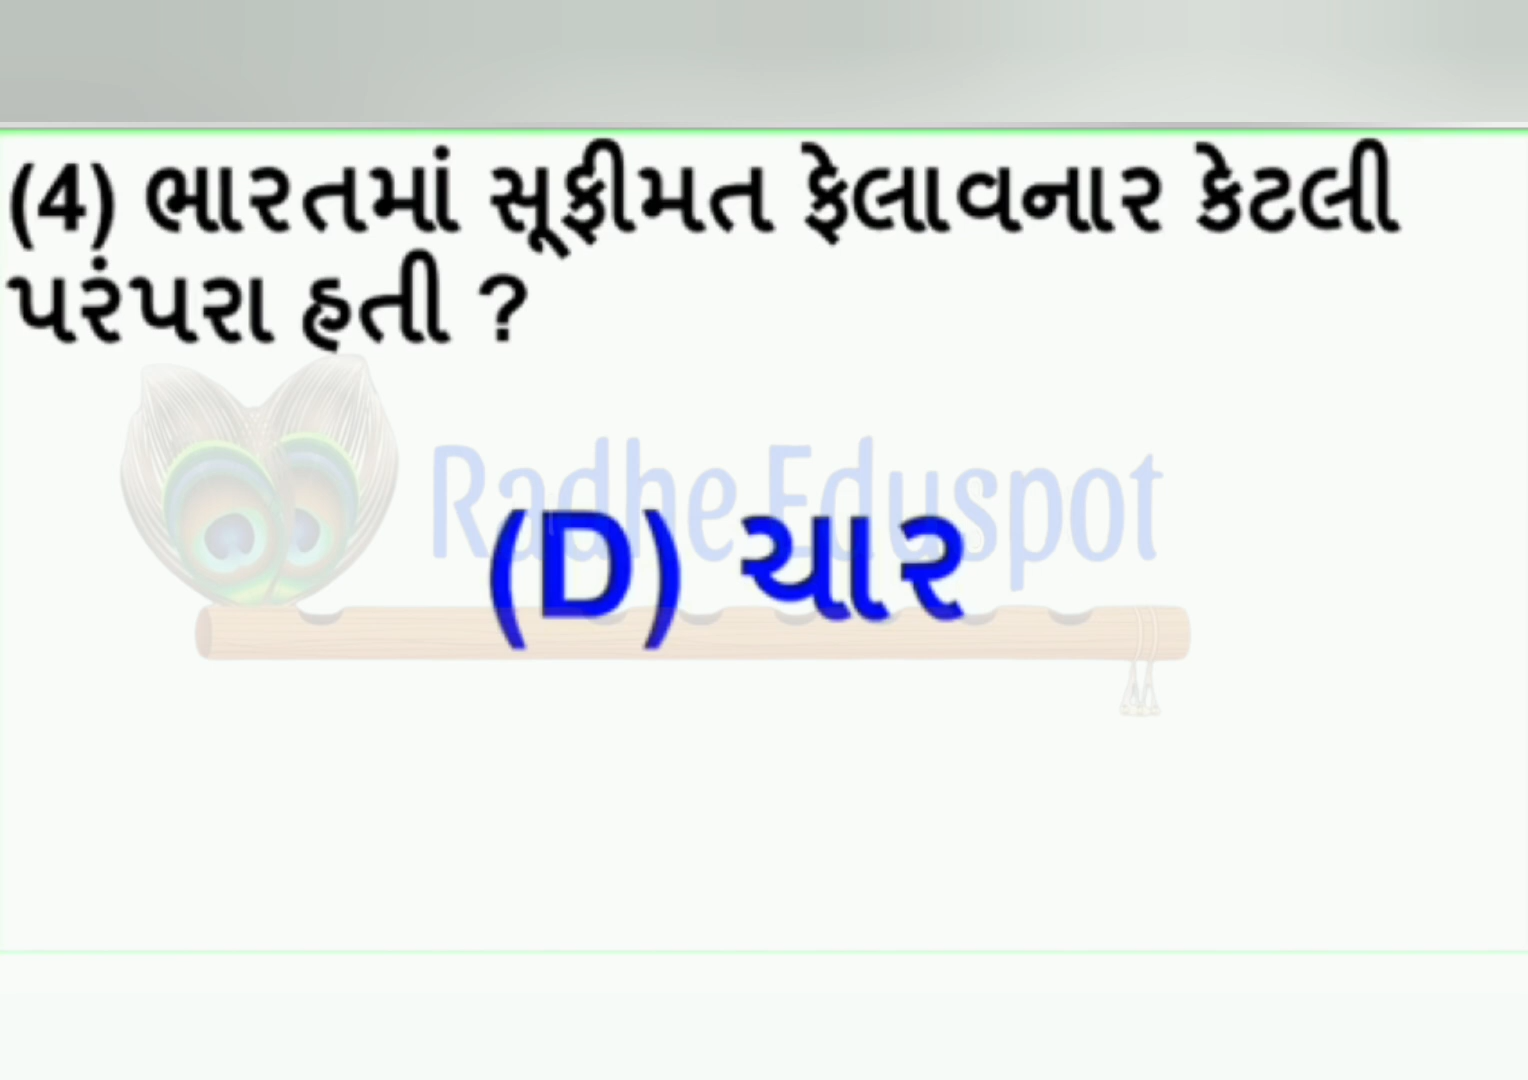 (4) ભારતમાં સૂફીમત ફેલાવનાર કેટલી
પરંપરા હતી ?
Radhe Eduspot
(D) ચાર